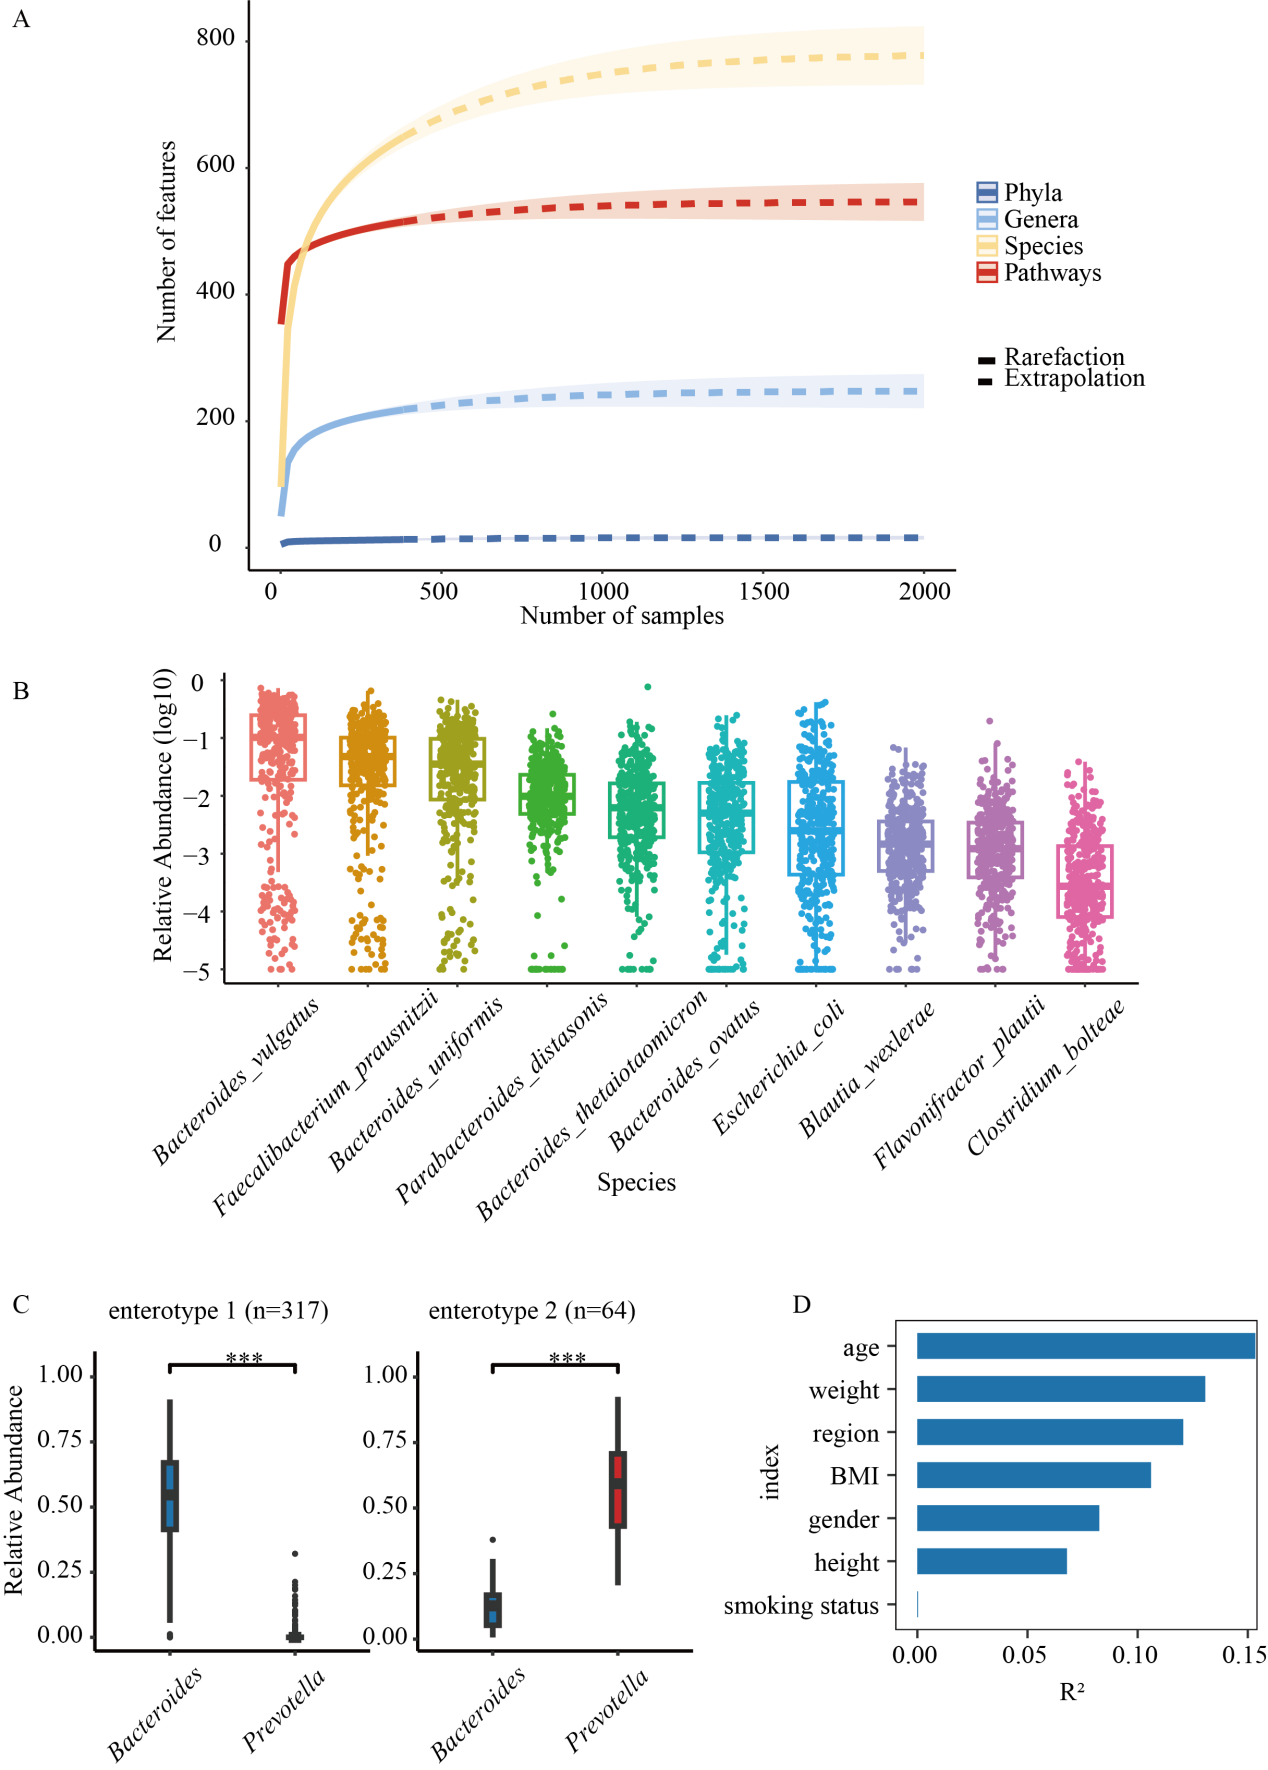 A
800
600
400
200
0
Number of features
0
500
1000
1500
2000
Number of samples
Phyla
Genera
Species
Pathways
Rarefaction
Extrapolation
B
0
−1
−2
−3
−4
−5
Relative Abundance (log10)
Bacteroides_vulgatus
Faecalibacterium_prausnitzii
Bacteroides_uniformis
Parabacteroides_distasonis
Bacteroides_thetaiotaomicron
Bacteroides_ovatus
Escherichia_coli
Blautia_wexlerae
Flavonifractor_plautii
Clostridium_bolteae
Species
C
enterotype 1 (n=317)
***
1.00
0.75
0.50
0.25
0.00
Relative Abundance
Bacteroides
Prevotella
enterotype 2 (n=64)
***
1.00
0.75
0.50
0.25
0.00
Bacteroides
Prevotella
D
age
weight
region
BMI
gender
height
smoking status
index
0.00
0.05
0.10
0.15
R²